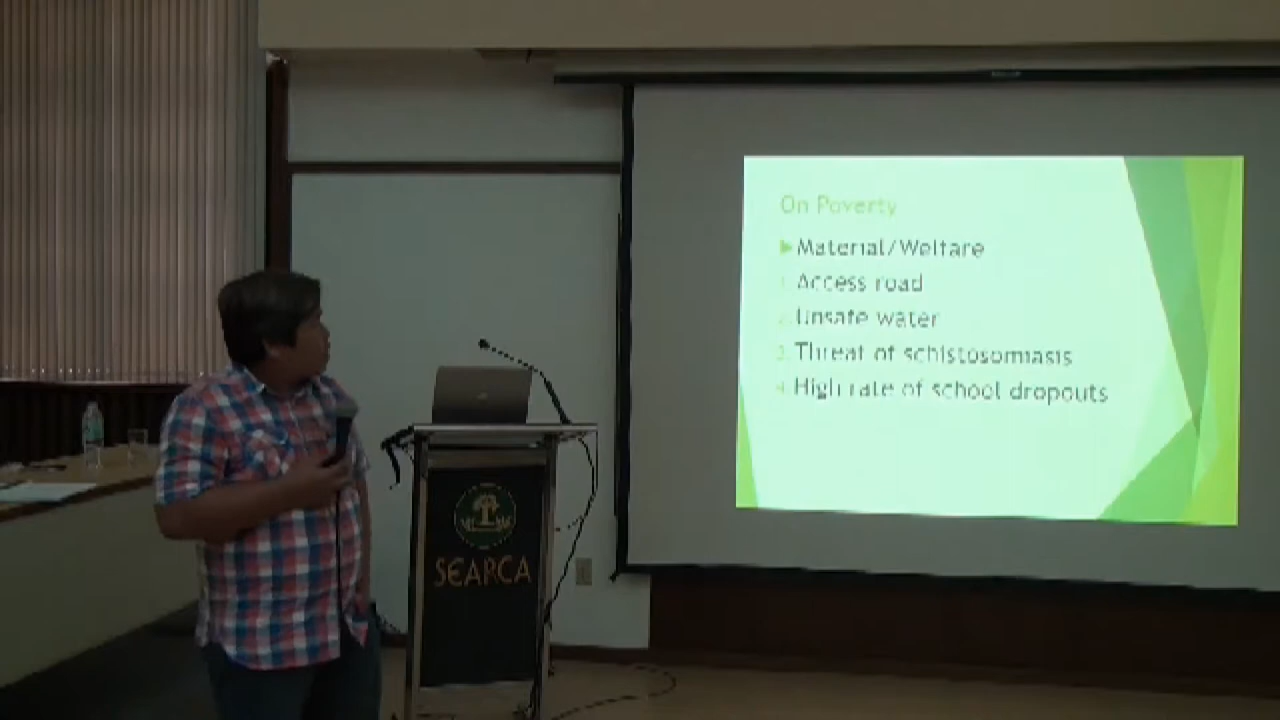 On Poverty
Material/Welfare
1. Access road
2. Unsafe water
3. Threat of schistosomiasis
4. High rate of school dropouts
SEARCA